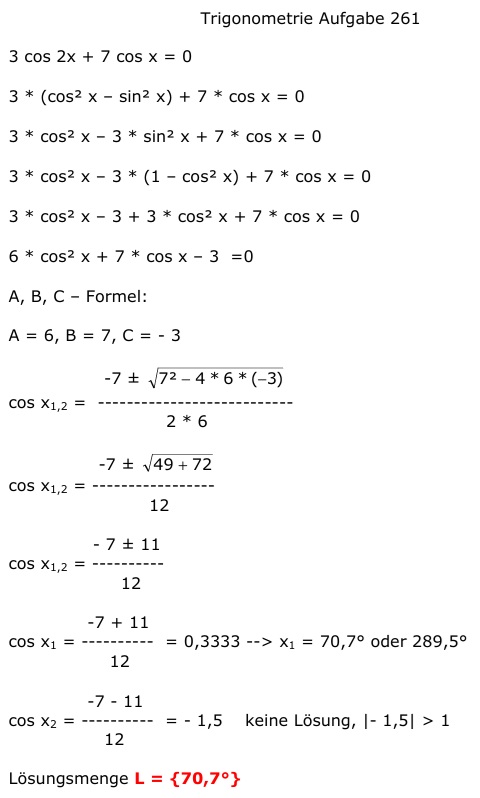 Trigonometrie Aufgabe 261
3 cos 2x + 7 cos x = 0
3 * (cos² x – sin² x) + 7 * cos x = 0
3 * cos² x – 3 * sin² x + 7 * cos x = 0
3 * cos² x – 3 * (1 – cos² x) + 7 * cos x = 0
3 * cos² x – 3 + 3 * cos² x + 7 * cos x = 0
6 * cos² x + 7 * cos x – 3  =0
A, B, C – Formel:
A = 6, B = 7, C = - 3
-7 ± √7² – 4 * 6 * (–3)
cos x₁,₂ = ---------------------------
2 * 6
-7 ± √49 + 72
cos x₁,₂ = -----------------
12
- 7 ± 11
cos x₁,₂ = ----------
12
-7 + 11
cos x₁ = ---------- = 0,3333 --> x₁ = 70,7° oder 289,5°
12
-7 - 11
cos x₂ = ---------- = - 1,5 keine Lösung, |- 1,5| > 1
12
Lösungsmenge L = {70,7°}